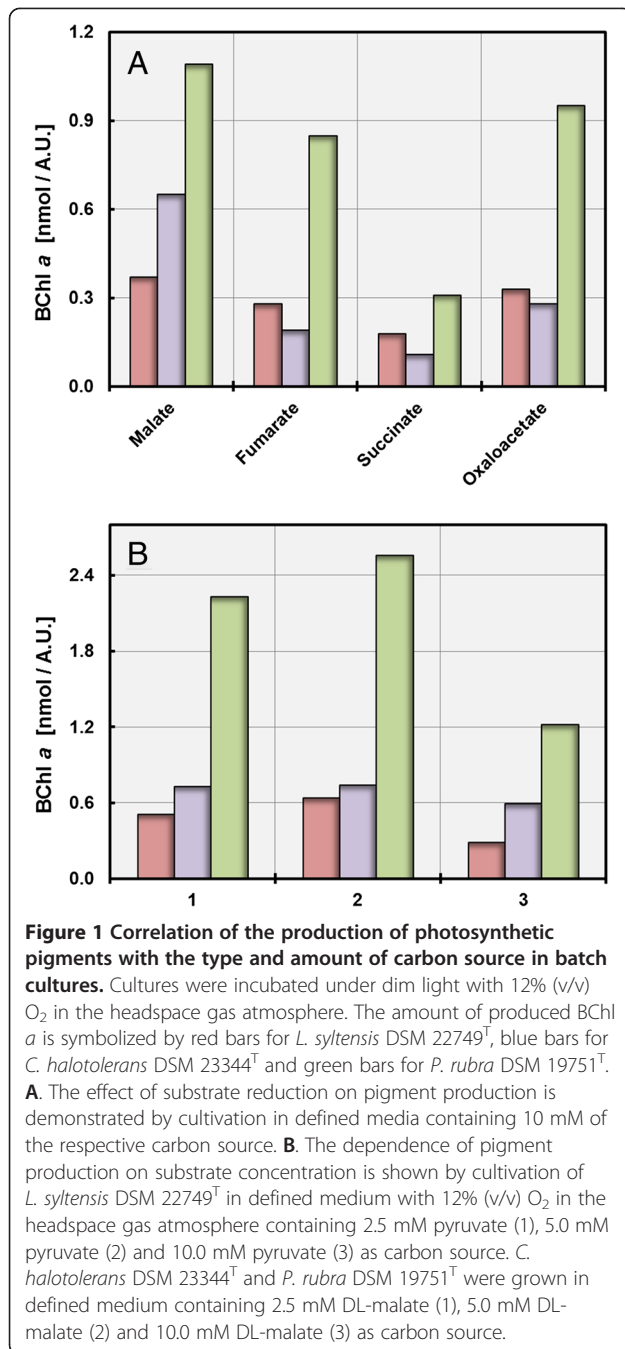 A
BChl a [nmol / A.U.]
1.2
0.9
0.6
0.3
0.0
Malate
Fumarate
Succinate
Oxaloacetate
B
BChl a [nmol / A.U.]
2.4
1.8
1.2
0.6
0.0
1 2 3
Figure 1 Correlation of the production of photosynthetic
pigments with the type and amount of carbon source in batch
cultures. Cultures were incubated under dim light with 12% (v/v)
O₂ in the headspace gas atmosphere. The amount of produced BChl
a is symbolized by red bars for L. syltensis DSM 22749ᵀ, blue bars for
C. halotolerans DSM 23344ᵀ and green bars for P. rubra DSM 19751ᵀ.
A. The effect of substrate reduction on pigment production is
demonstrated by cultivation in defined media containing 10 mM of
the respective carbon source. B. The dependence of pigment
production on substrate concentration is shown by cultivation of
L. syltensis DSM 22749ᵀ in defined medium with 12% (v/v) O₂ in the
headspace gas atmosphere containing 2.5 mM pyruvate (1), 5.0 mM
pyruvate (2) and 10.0 mM pyruvate (3) as carbon source. C.
halotolerans DSM 23344ᵀ and P. rubra DSM 19751ᵀ were grown in
defined medium containing 2.5 mM DL-malate (1), 5.0 mM DL-
malate (2) and 10.0 mM DL-malate (3) as carbon source.